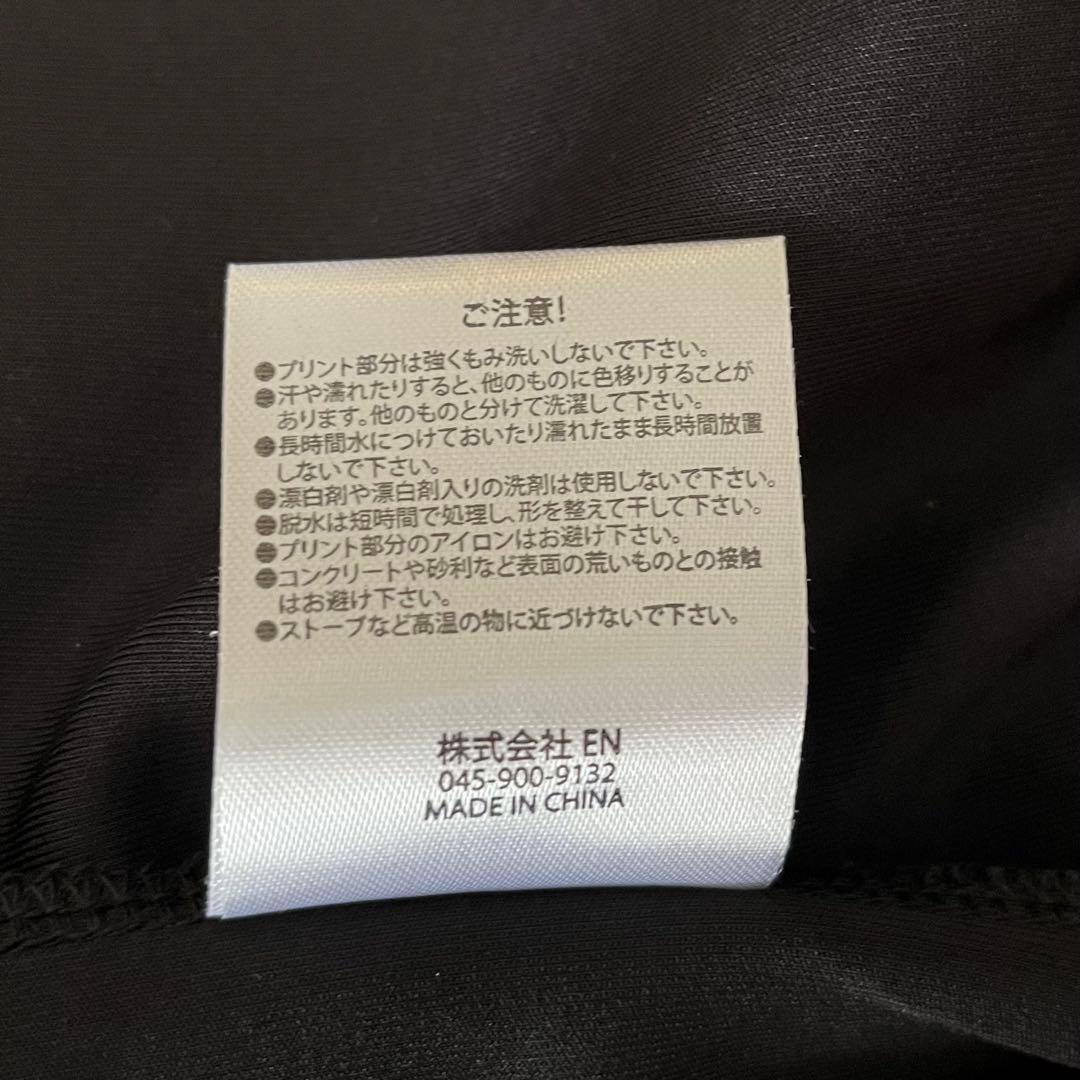 ご注意!
●プリント部分は強くもみ洗いしないで下さい。
●汗や濡れたりすると、他のものに色移りすることが
あります。他のものと分けて洗濯して下さい。
●長時間水につけておいたり濡れたまま長時間放置
しないで下さい。
●漂白剤や漂白剤入りの洗剤は使用しないで下さい。
●脱水は短時間で処理し、形を整えて干して下さい。
●プリント部分のアイロンはお避け下さい。
●コンクリートや砂利など表面の荒いものとの接触
はお避け下さい。
●ストーブなど高温の物に近づけないで下さい。
株式会社 EN
045-900-9132
MADE IN CHINA